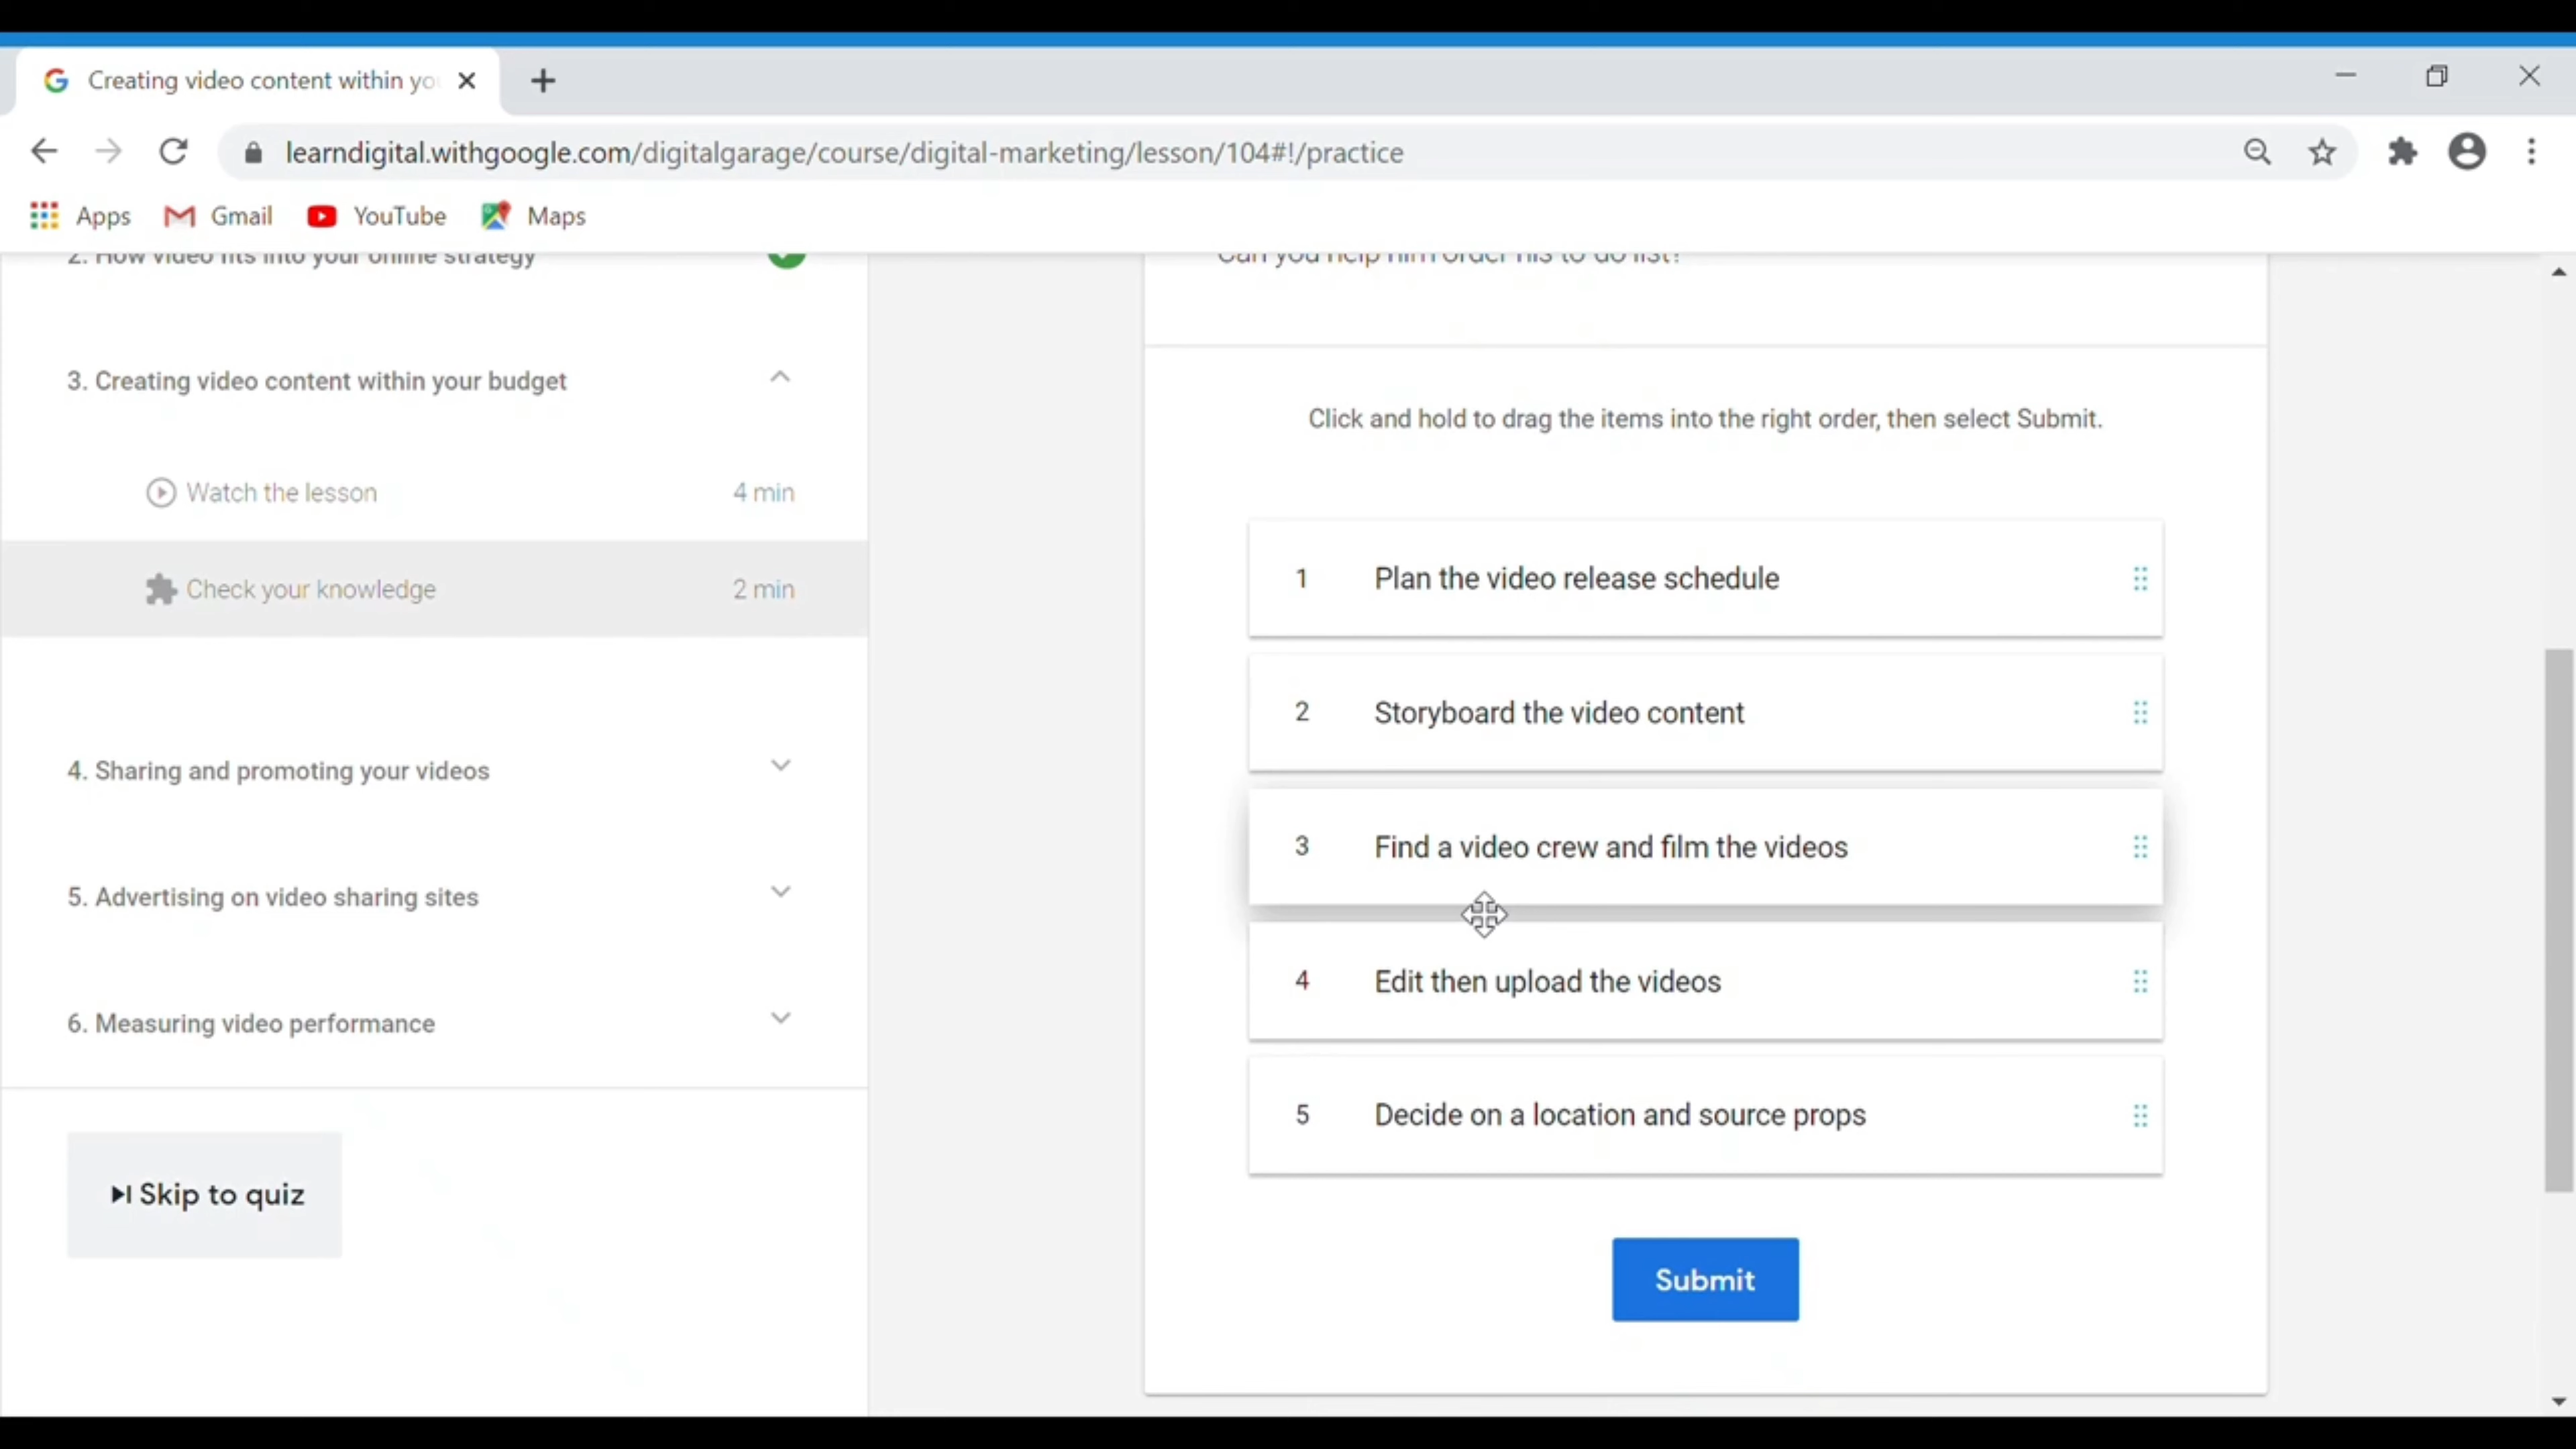 Creating video content within yo
learndigital.withgoogle.com/digitalgarage/course/digital-marketing/lesson/104#!/practice
Apps Gmail YouTube Maps
2. How video fits into your online strategy
3. Creating video content within your budget
Watch the lesson 4 min
Check your knowledge 2 min
4. Sharing and promoting your videos
5. Advertising on video sharing sites
6. Measuring video performance
Skip to quiz
Can you help him order his to do list?
Click and hold to drag the items into the right order, then select Submit.
1 Plan the video release schedule
2 Storyboard the video content
3 Find a video crew and film the videos
4 Edit then upload the videos
5 Decide on a location and source props
Submit